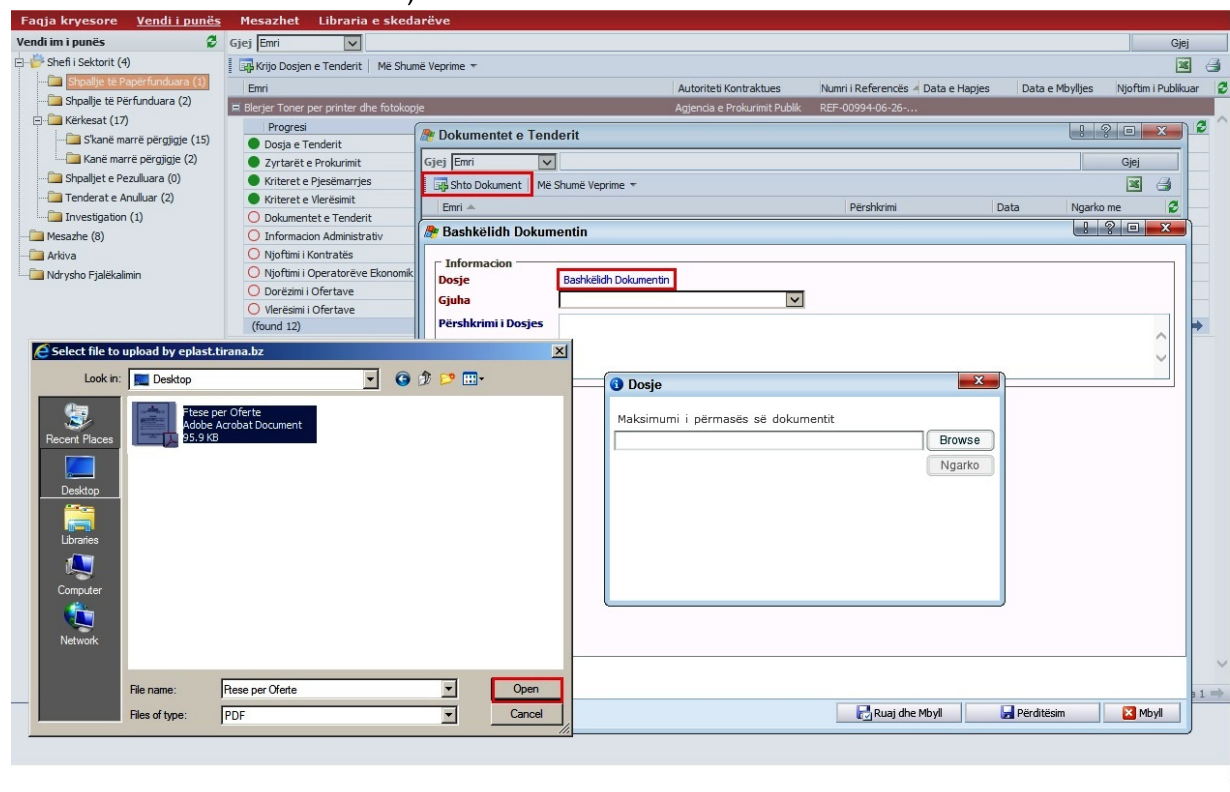 Faqja kryesore Vendi i punës Mesazhet Libraria e skedarëve
Vendi im i punës
Gjej Emri Gjej
Shefi i Sektorit (4)
Krijo Dosjen e Tenderit Më Shumë Veprime
Shpallje të Papërfunduara (1)
Emri Autoriteti Kontraktues Numri i Referencës Data e Hapjes Data e Mbylljes Njoftim i Publikuar
Shpallje të Përfunduara (2)
Blerjer Toner per printer dhe fotokopje Agjencia e Prokurimit Publik REF-00994-06-26-...
Kërkesat (17)
S'kanë marrë përgjigje (15)
Kanë marrë përgjigje (2)
Shpalljet e Pezulluara (0)
Tenderat e Anulluar (2)
Investigation (1)
Mesazhe (8)
Arkiva
Ndrysho Fjalëkalimin
Progresi
Dosja e Tenderit
Zyrtarët e Prokurimit
Kriteret e Pjesëmarrjes
Kriteret e Vlerësimit
Dokumentet e Tenderit
Informacion Administrativ
Njoftimi i Kontratës
Njoftimi i Operatorëve Ekonomik
Dorëzimi i Ofertave
Vlerësimi i Ofertave
(found 12)
Dokumentet e Tenderit
Gjej Emri Gjej
Shto Dokument Më Shumë Veprime
Emri Përshkrimi Data Ngarko me
Bashkëlidh Dokumentin
Informacion
Dosje Bashkëlidh Dokumentin
Gjuha
Përshkrimi i Dosjes
Select file to upload by eplast.tirana.bz
Look in: Desktop
Recent Places
Desktop
Libraries
Computer
Network
Ftese per Oferte
Adobe Acrobat Document
95.9 KB
File name: Ftese per Oferte Open
Files of type: PDF Cancel
Dosje
Maksimumi i përmasës së dokumentit
Browse
Ngarko
Ruaj dhe Mbyll Përditësim Mbyll